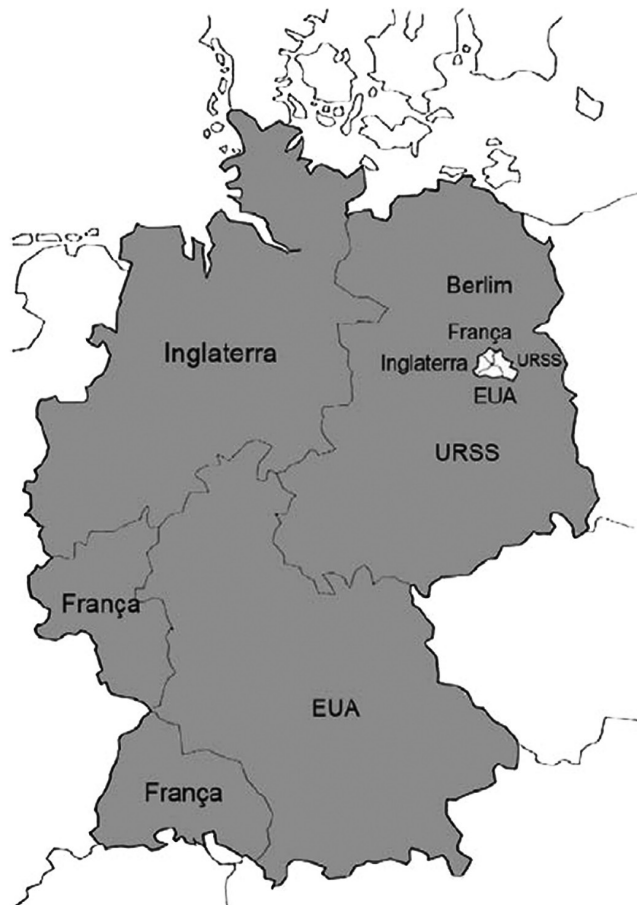 Berlim
França
Inglaterra
URSS
Inglaterra
EUA
URSS
França
EUA
França